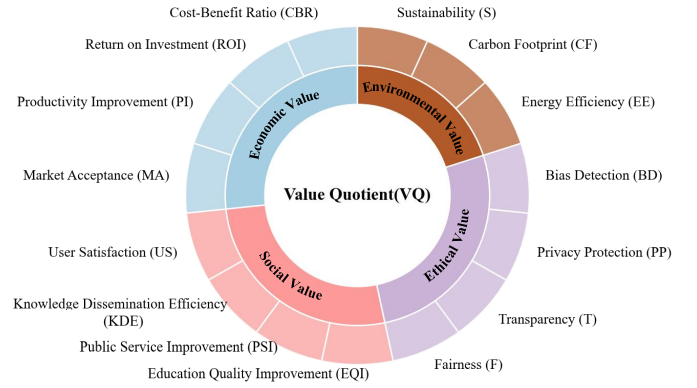 Cost-Benefit Ratio (CBR)
Sustainability (S)
Return on Investment (ROI)
Carbon Footprint (CF)
Productivity Improvement (PI)
Energy Efficiency (EE)
Economic Value
Environmental Value
Market Acceptance (MA)
Bias Detection (BD)
Value Quotient(VQ)
User Satisfaction (US)
Privacy Protection (PP)
Social Value
Ethical Value
Knowledge Dissemination Efficiency
(KDE)
Transparency (T)
Public Service Improvement (PSI)
Fairness (F)
Education Quality Improvement (EQI)